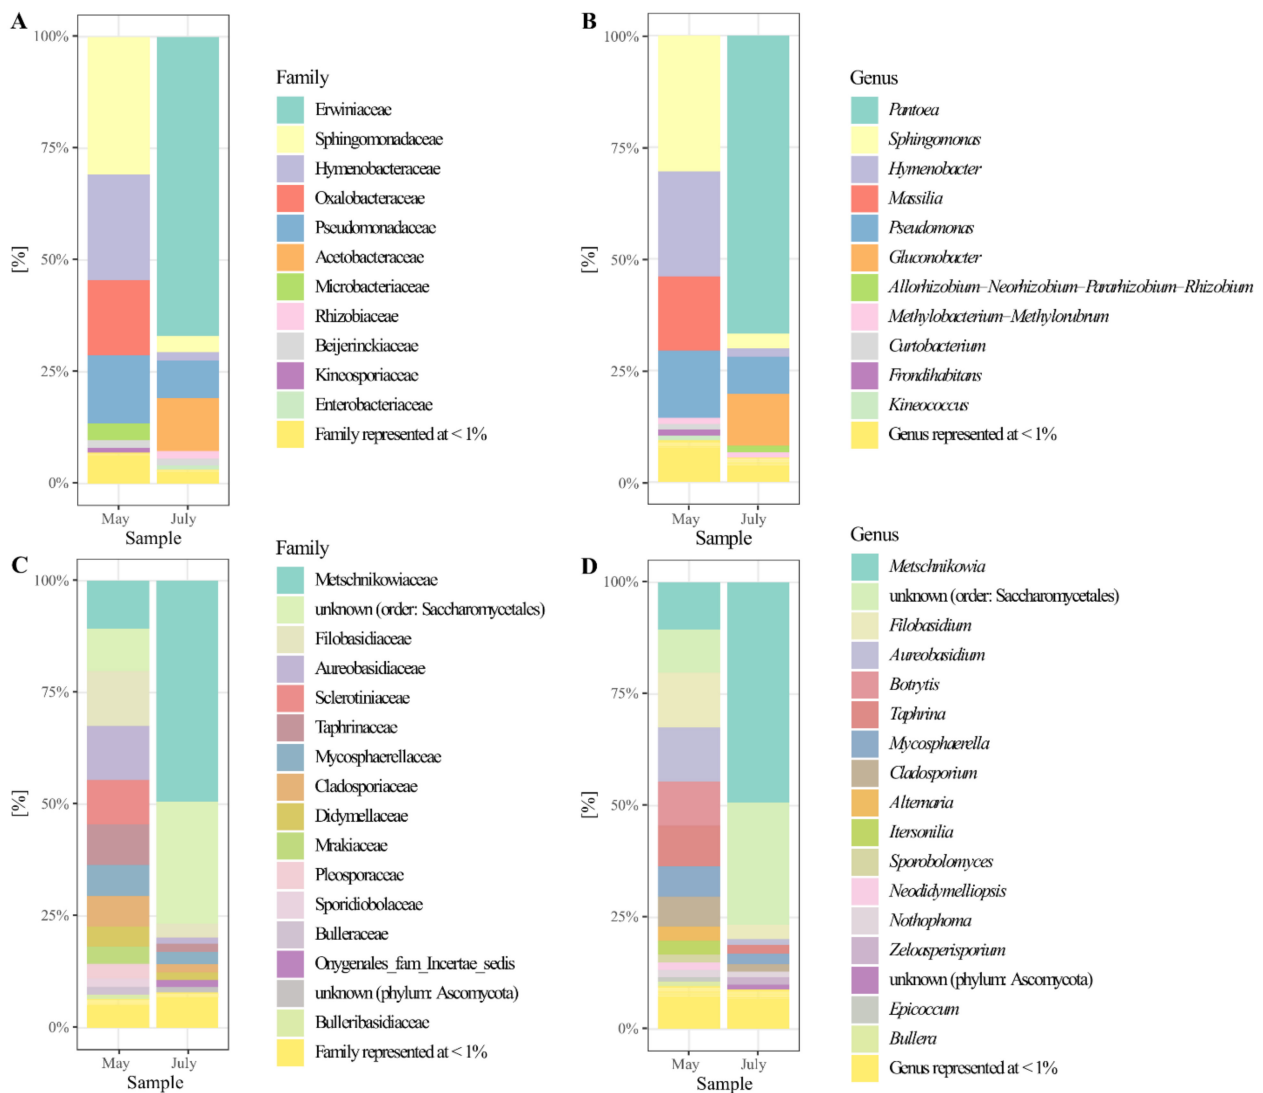 A
100%
75%
50%
25%
0%
[%]
May July
Sample
Family
Erwiniaceae
Sphingomonadaceae
Hymenobacteraceae
Oxalobacteraceae
Pseudomonadaceae
Acetobacteraceae
Microbacteriaceae
Rhizobiaceae
Beijerinckiaceae
Kineosporiaceae
Enterobacteriaceae
Family represented at < 1%
B
100%
75%
50%
25%
0%
[%]
May July
Sample
Genus
Pantoea
Sphingomonas
Hymenobacter
Massilia
Pseudomonas
Gluconobacter
Allorhizobium−Neorhizobium−Pararhizobium−Rhizobium
Methylobacterium−Methylorubrum
Curtobacterium
Frondihabitans
Kineococcus
Genus represented at < 1%
C
100%
75%
50%
25%
0%
[%]
May July
Sample
Family
Metschnikowiaceae
unknown (order: Saccharomycetales)
Filobasidiaceae
Aureobasidiaceae
Sclerotiniaceae
Taphrinaceae
Mycosphaerellaceae
Cladosporiaceae
Didymellaceae
Mrakiaceae
Pleosporaceae
Sporidiobolaceae
Bulleraceae
Onygenales_fam_Incertae_sedis
unknown (phylum: Ascomycota)
Bulleribasidiaceae
Family represented at < 1%
D
100%
75%
50%
25%
0%
[%]
May July
Sample
Genus
Metschnikowia
unknown (order: Saccharomycetales)
Filobasidium
Aureobasidium
Botrytis
Taphrina
Mycosphaerella
Cladosporium
Alternaria
Itersonilia
Sporobolomyces
Neodidymelliopsis
Nothophoma
Zeloasperisporium
unknown (phylum: Ascomycota)
Epicoccum
Bullera
Genus represented at < 1%